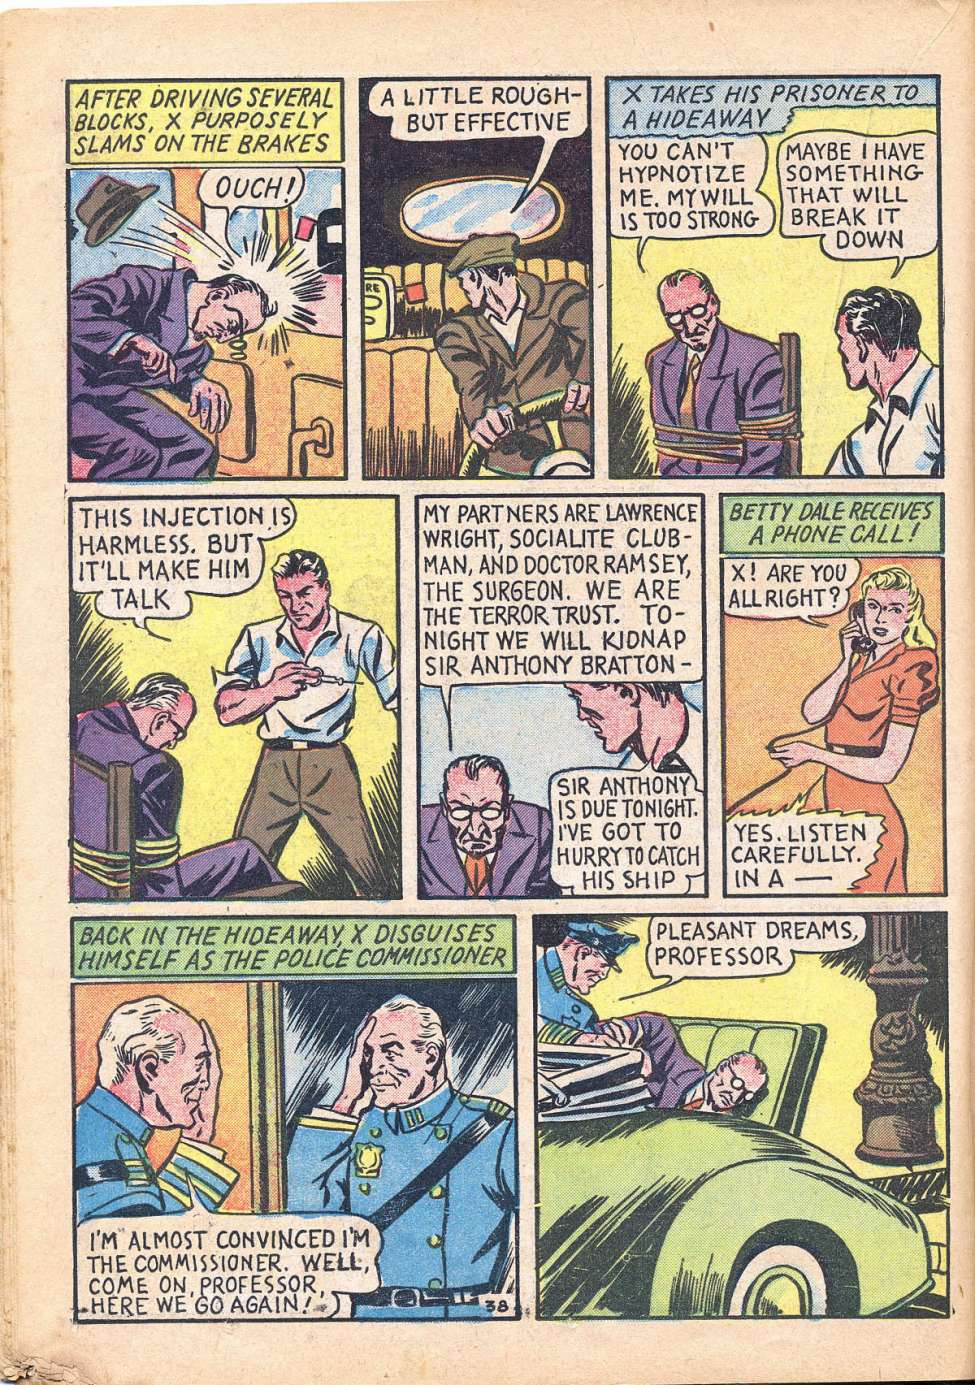 AFTER DRIVING SEVERAL
BLOCKS, X PURPOSELY
SLAMS ON THE BRAKES
OUCH!
A LITTLE ROUGH-
BUT EFFECTIVE
RE
X TAKES HIS PRISONER TO
A HIDEAWAY
YOU CAN'T
HYPNOTIZE
ME. MY WILL
IS TOO STRONG
MAYBE I HAVE
SOMETHING
THAT WILL
BREAK IT
DOWN
THIS INJECTION IS
HARMLESS. BUT
IT'LL MAKE HIM
TALK
MY PARTNERS ARE LAWRENCE
WRIGHT, SOCIALITE CLUB-
MAN, AND DOCTOR RAMSEY,
THE SURGEON. WE ARE
THE TERROR TRUST. TO-
NIGHT WE WILL KIDNAP
SIR ANTHONY BRATTON-
SIR ANTHONY
IS DUE TONIGHT.
I'VE GOT TO
HURRY TO CATCH
HIS SHIP
BETTY DALE RECEIVES
A PHONE CALL!
X! ARE YOU
ALL RIGHT?
YES. LISTEN
CAREFULLY.
IN A —
BACK IN THE HIDEAWAY, X DISGUISES
HIMSELF AS THE POLICE COMMISSIONER
I'M ALMOST CONVINCED I'M
THE COMMISSIONER. WELL,
COME ON, PROFESSOR,
HERE WE GO AGAIN!
38
PLEASANT DREAMS,
PROFESSOR